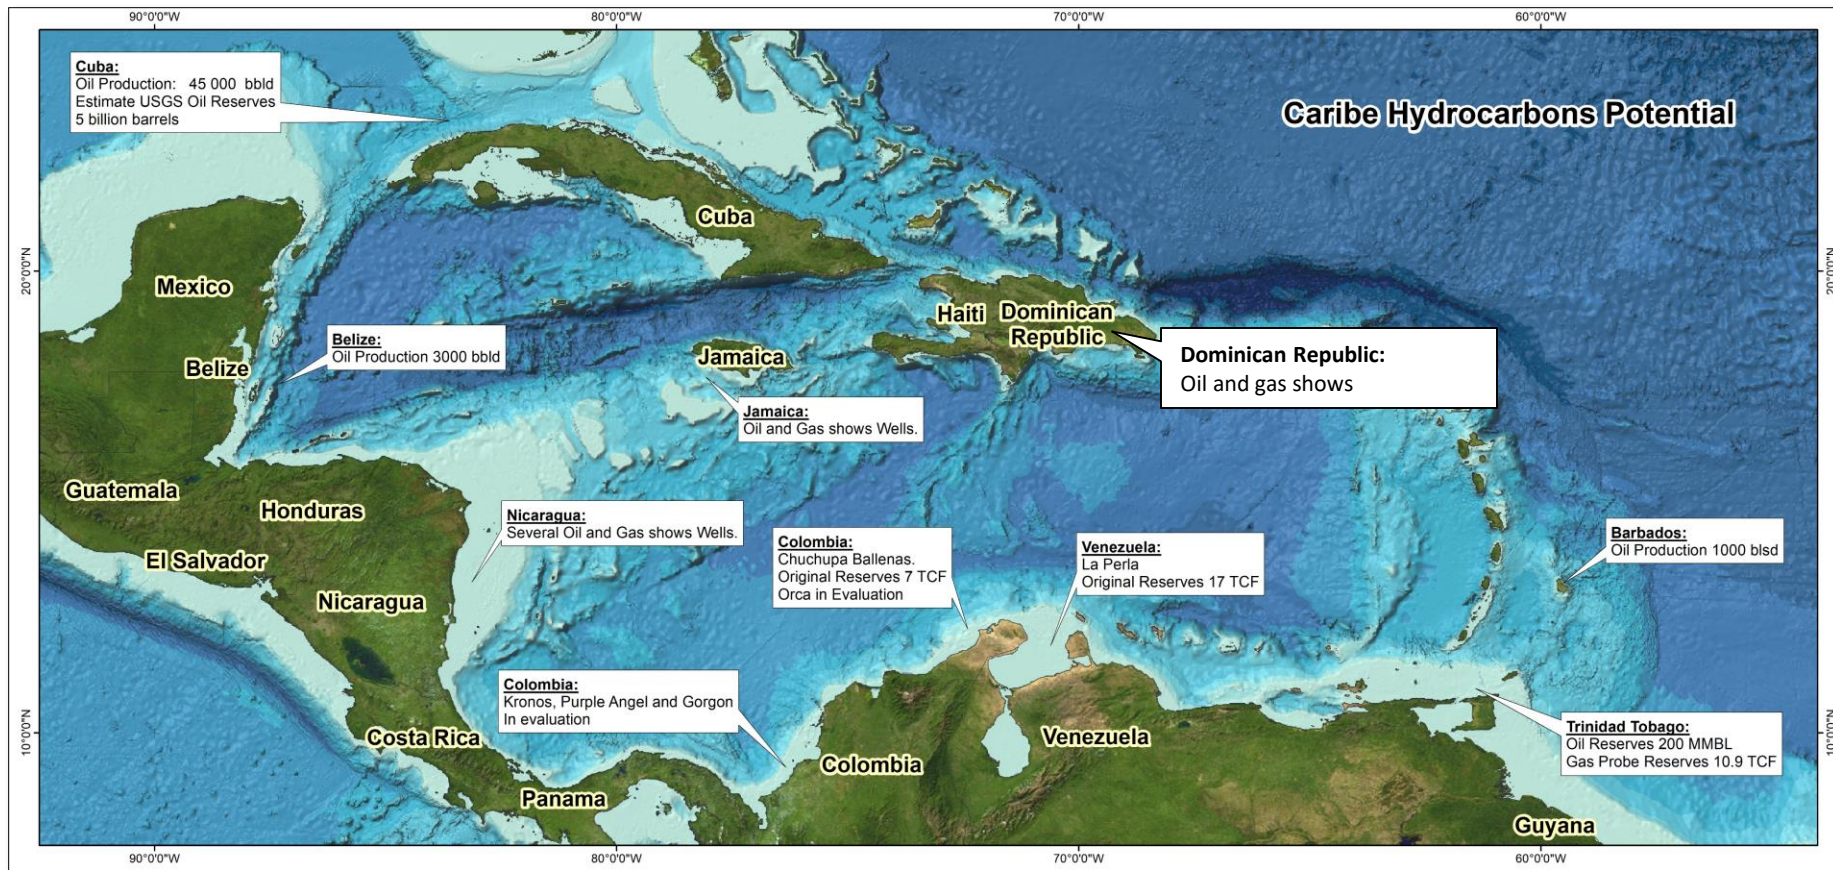 90°0'0"W
80°0'0"W
70°0'0"W
60°0'0"W
Caribe Hydrocarbons Potential
Cuba:
Oil Production: 45 000 bbld
Estimate USGS Oil Reserves
5 billion barrels
Cuba
20°0'0"N
20°0'0"N
Mexico
Haiti
Dominican
Republic
Belize:
Oil Production 3000 bbld
Belize
Jamaica
Dominican Republic:
Oil and gas shows
Jamaica:
Oil and Gas shows Wells.
Guatemala
Honduras
Nicaragua:
Several Oil and Gas shows Wells.
El Salvador
Nicaragua
Colombia:
Chuchupa Ballenas.
Original Reserves 7 TCF
Orca in Evaluation
Venezuela:
La Perla
Original Reserves 17 TCF
Barbados:
Oil Production 1000 blsd
Colombia:
Kronos, Purple Angel and Gorgon
In evaluation
10°0'0"N
10°0'0"N
Costa Rica
Panama
Colombia
Venezuela
Trinidad Tobago:
Oil Reserves 200 MMBL
Gas Probe Reserves 10.9 TCF
Guyana
90°0'0"W
80°0'0"W
70°0'0"W
60°0'0"W